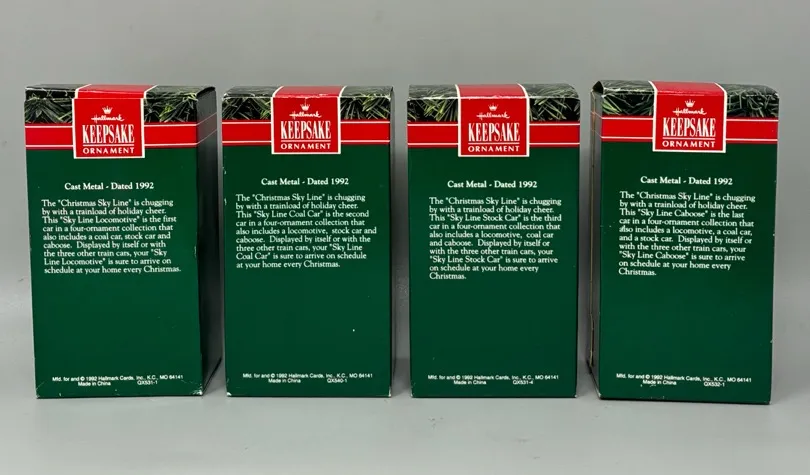 Hallmark
KEEPSAKE
ORNAMENT
Cast Metal - Dated 1992
The "Christmas Sky Line" is chugging
by with a trainload of holiday cheer.
This "Sky Line Locomotive" is the first
car in a four-ornament collection that
also includes a coal car, stock car and
caboose. Displayed by itself or with
the three other train cars, your "Sky
Line Locomotive" is sure to arrive on
schedule at your home every Christmas.
Mfd. for and © 1992 Hallmark Cards, Inc., K.C., MO 64141
Made in China QX531-1
Hallmark
KEEPSAKE
ORNAMENT
Cast Metal - Dated 1992
The "Christmas Sky Line" is chugging
by with a trainload of holiday cheer.
This "Sky Line Coal Car" is the second
car in a four-ornament collection that
also includes a locomotive, stock car and
caboose. Displayed by itself or with the
three other train cars, your "Sky Line
Coal Car" is sure to arrive on schedule
at your home every Christmas.
Mfd. for and © 1992 Hallmark Cards, Inc., K.C., MO 64141
Made in China QX540-1
Hallmark
KEEPSAKE
ORNAMENT
Cast Metal - Dated 1992
The "Christmas Sky Line" is chugging
by with a trainload of holiday cheer.
This "Sky Line Stock Car" is the third
car in a four-ornament collection that
also includes a locomotive, coal car
and caboose. Displayed by itself or
with the three other train cars, your
"Sky Line Stock Car" is sure to arrive
on schedule at your home every
Christmas.
Mfd. for and © 1992 Hallmark Cards, Inc., K.C., MO 64141
Made in China QX531-4
Hallmark
KEEPSAKE
ORNAMENT
Cast Metal - Dated 1992
The "Christmas Sky Line" is chugging
by with a trainload of holiday cheer.
This "Sky Line Caboose" is the last
car in a four-ornament collection that
also includes a locomotive, a coal car,
and a stock car. Displayed by itself or
with the three other train cars, your
"Sky Line Caboose" is sure to arrive
on schedule at your home every
Christmas.
Mfd. for and © 1992 Hallmark Cards, Inc., K.C., MO 64141
Made in China QX532-1